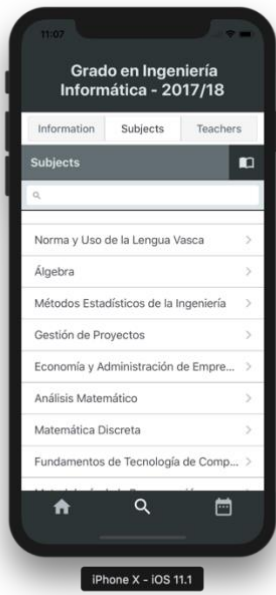 11:07
Grado en Ingeniería
Informática - 2017/18
Information Subjects Teachers
Subjects
Norma y Uso de la Lengua Vasca
Álgebra
Métodos Estadísticos de la Ingeniería
Gestión de Proyectos
Economía y Administración de Empre...
Análisis Matemático
Matemática Discreta
Fundamentos de Tecnología de Comp...
iPhone X - iOS 11.1